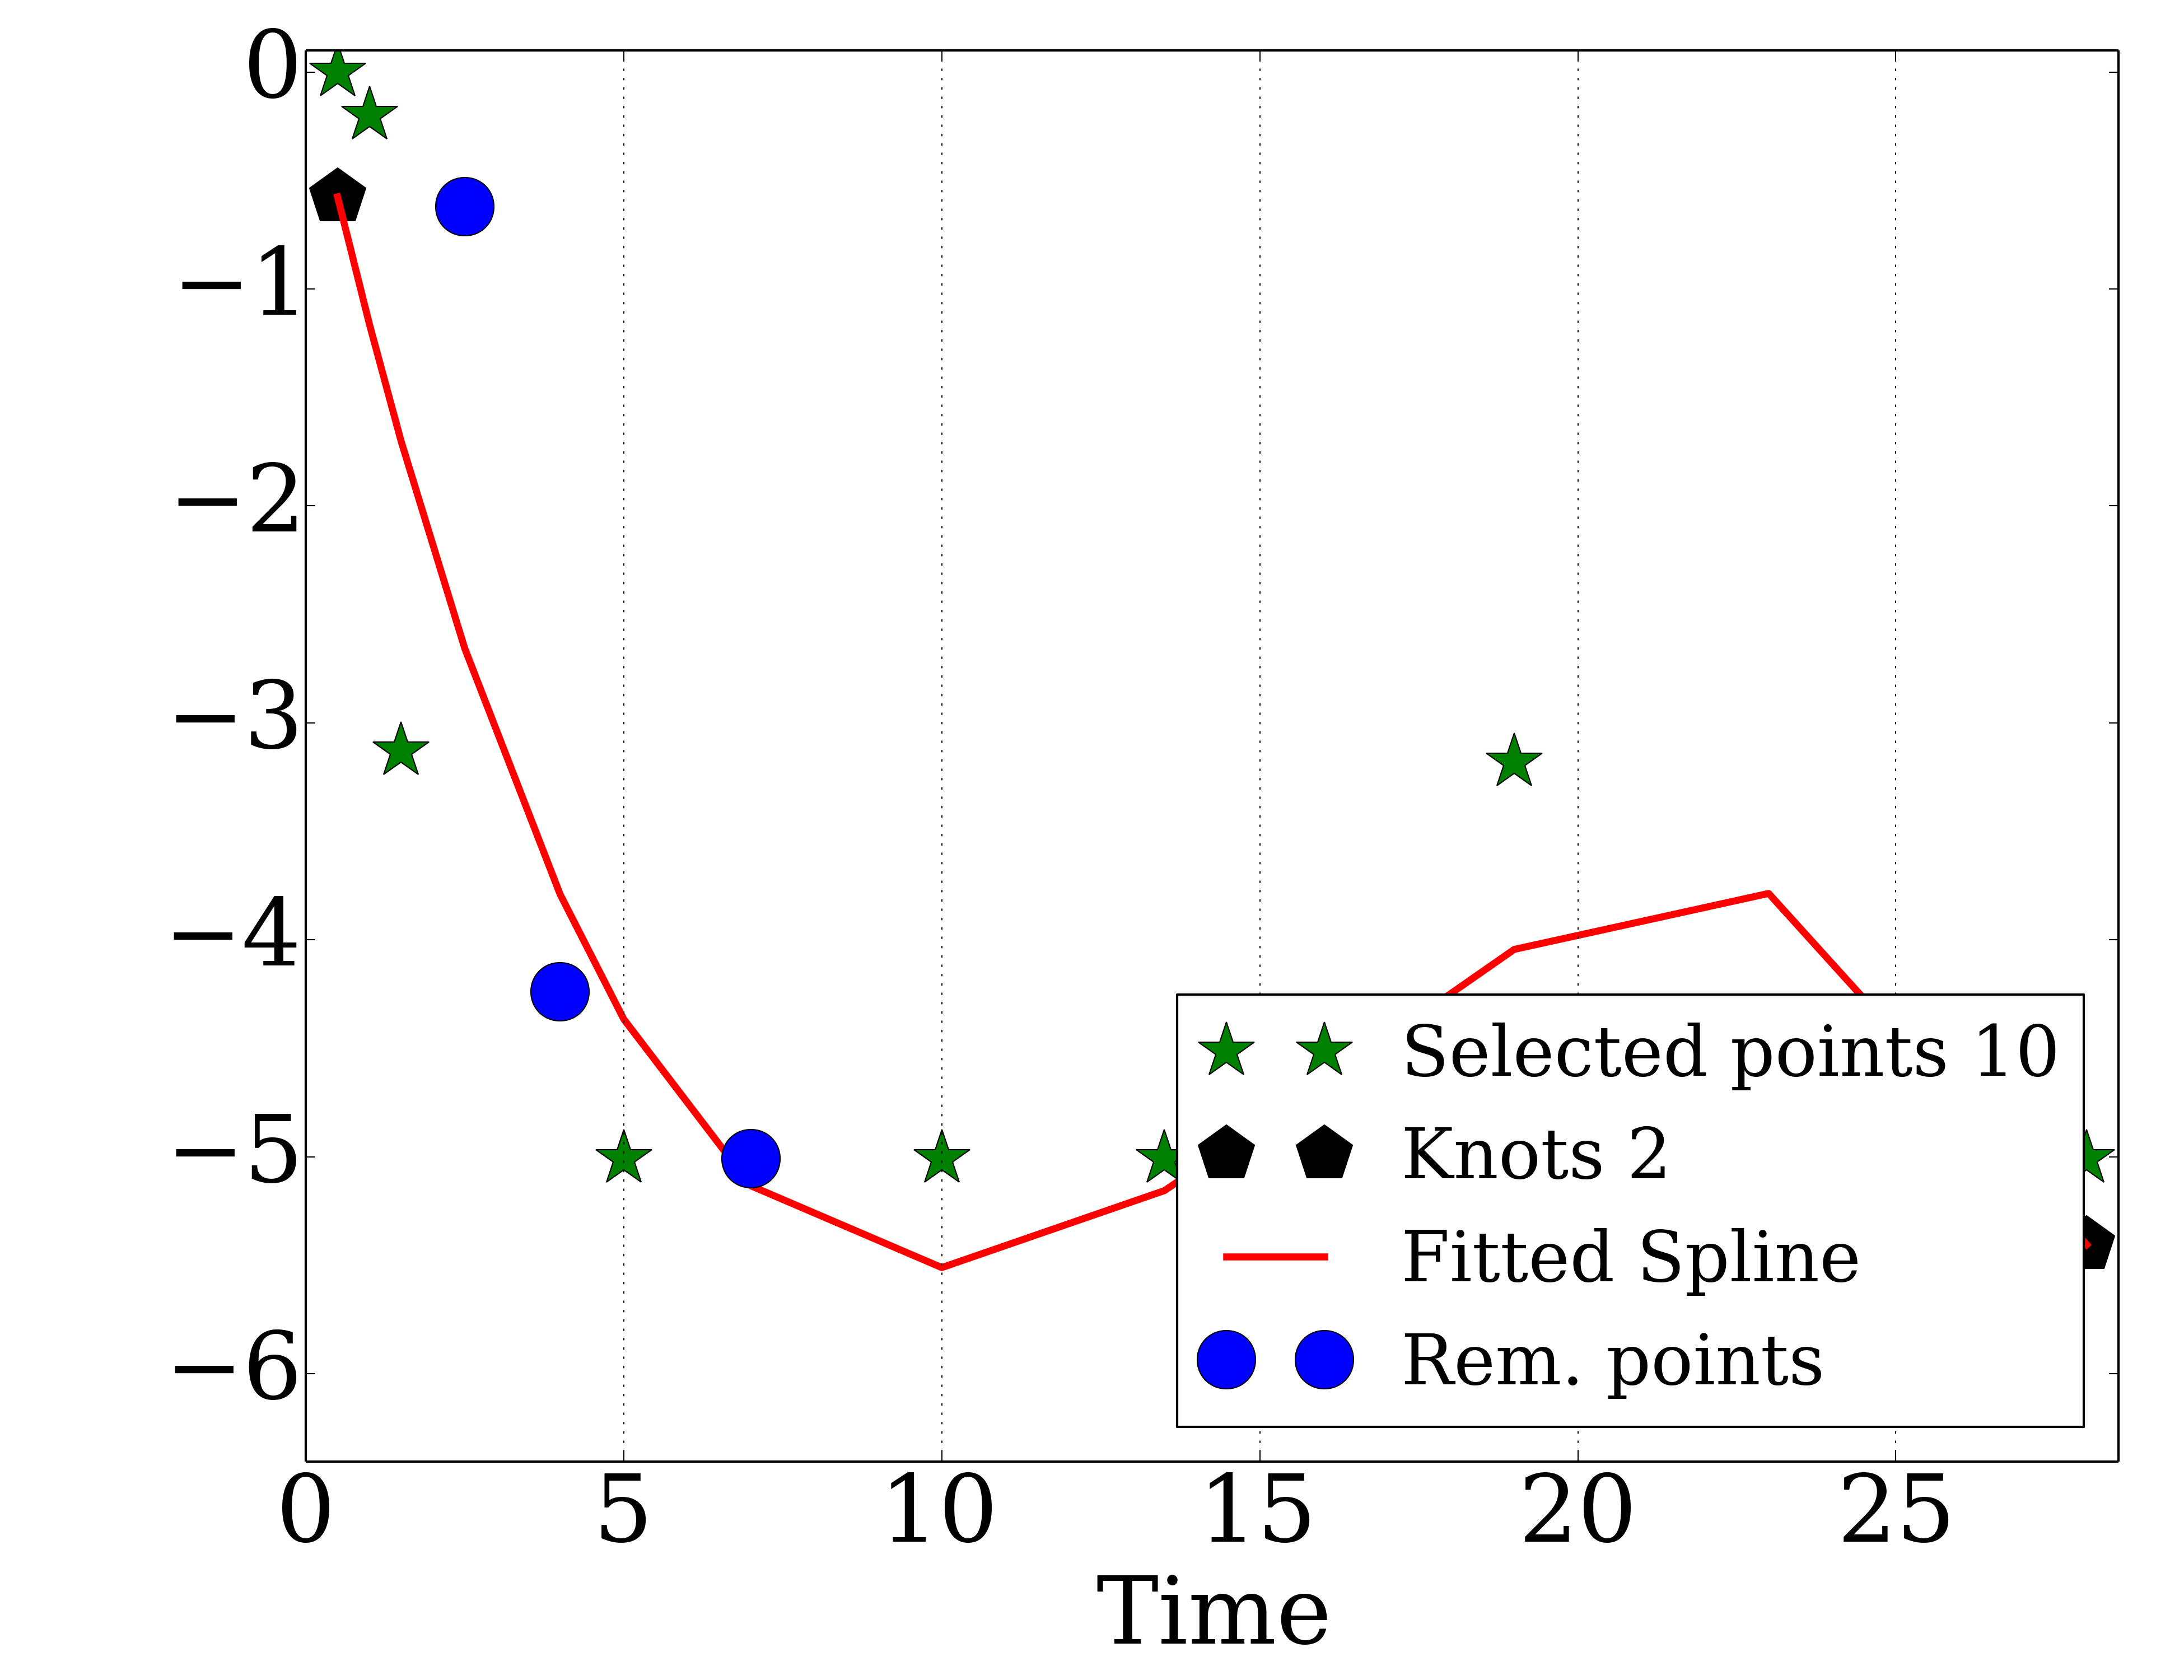 0
−1
−2
−3
−4
−5
−6
Selected points 10
Knots 2
Fitted Spline
Rem. points
0 5 10 15 20 25
Time